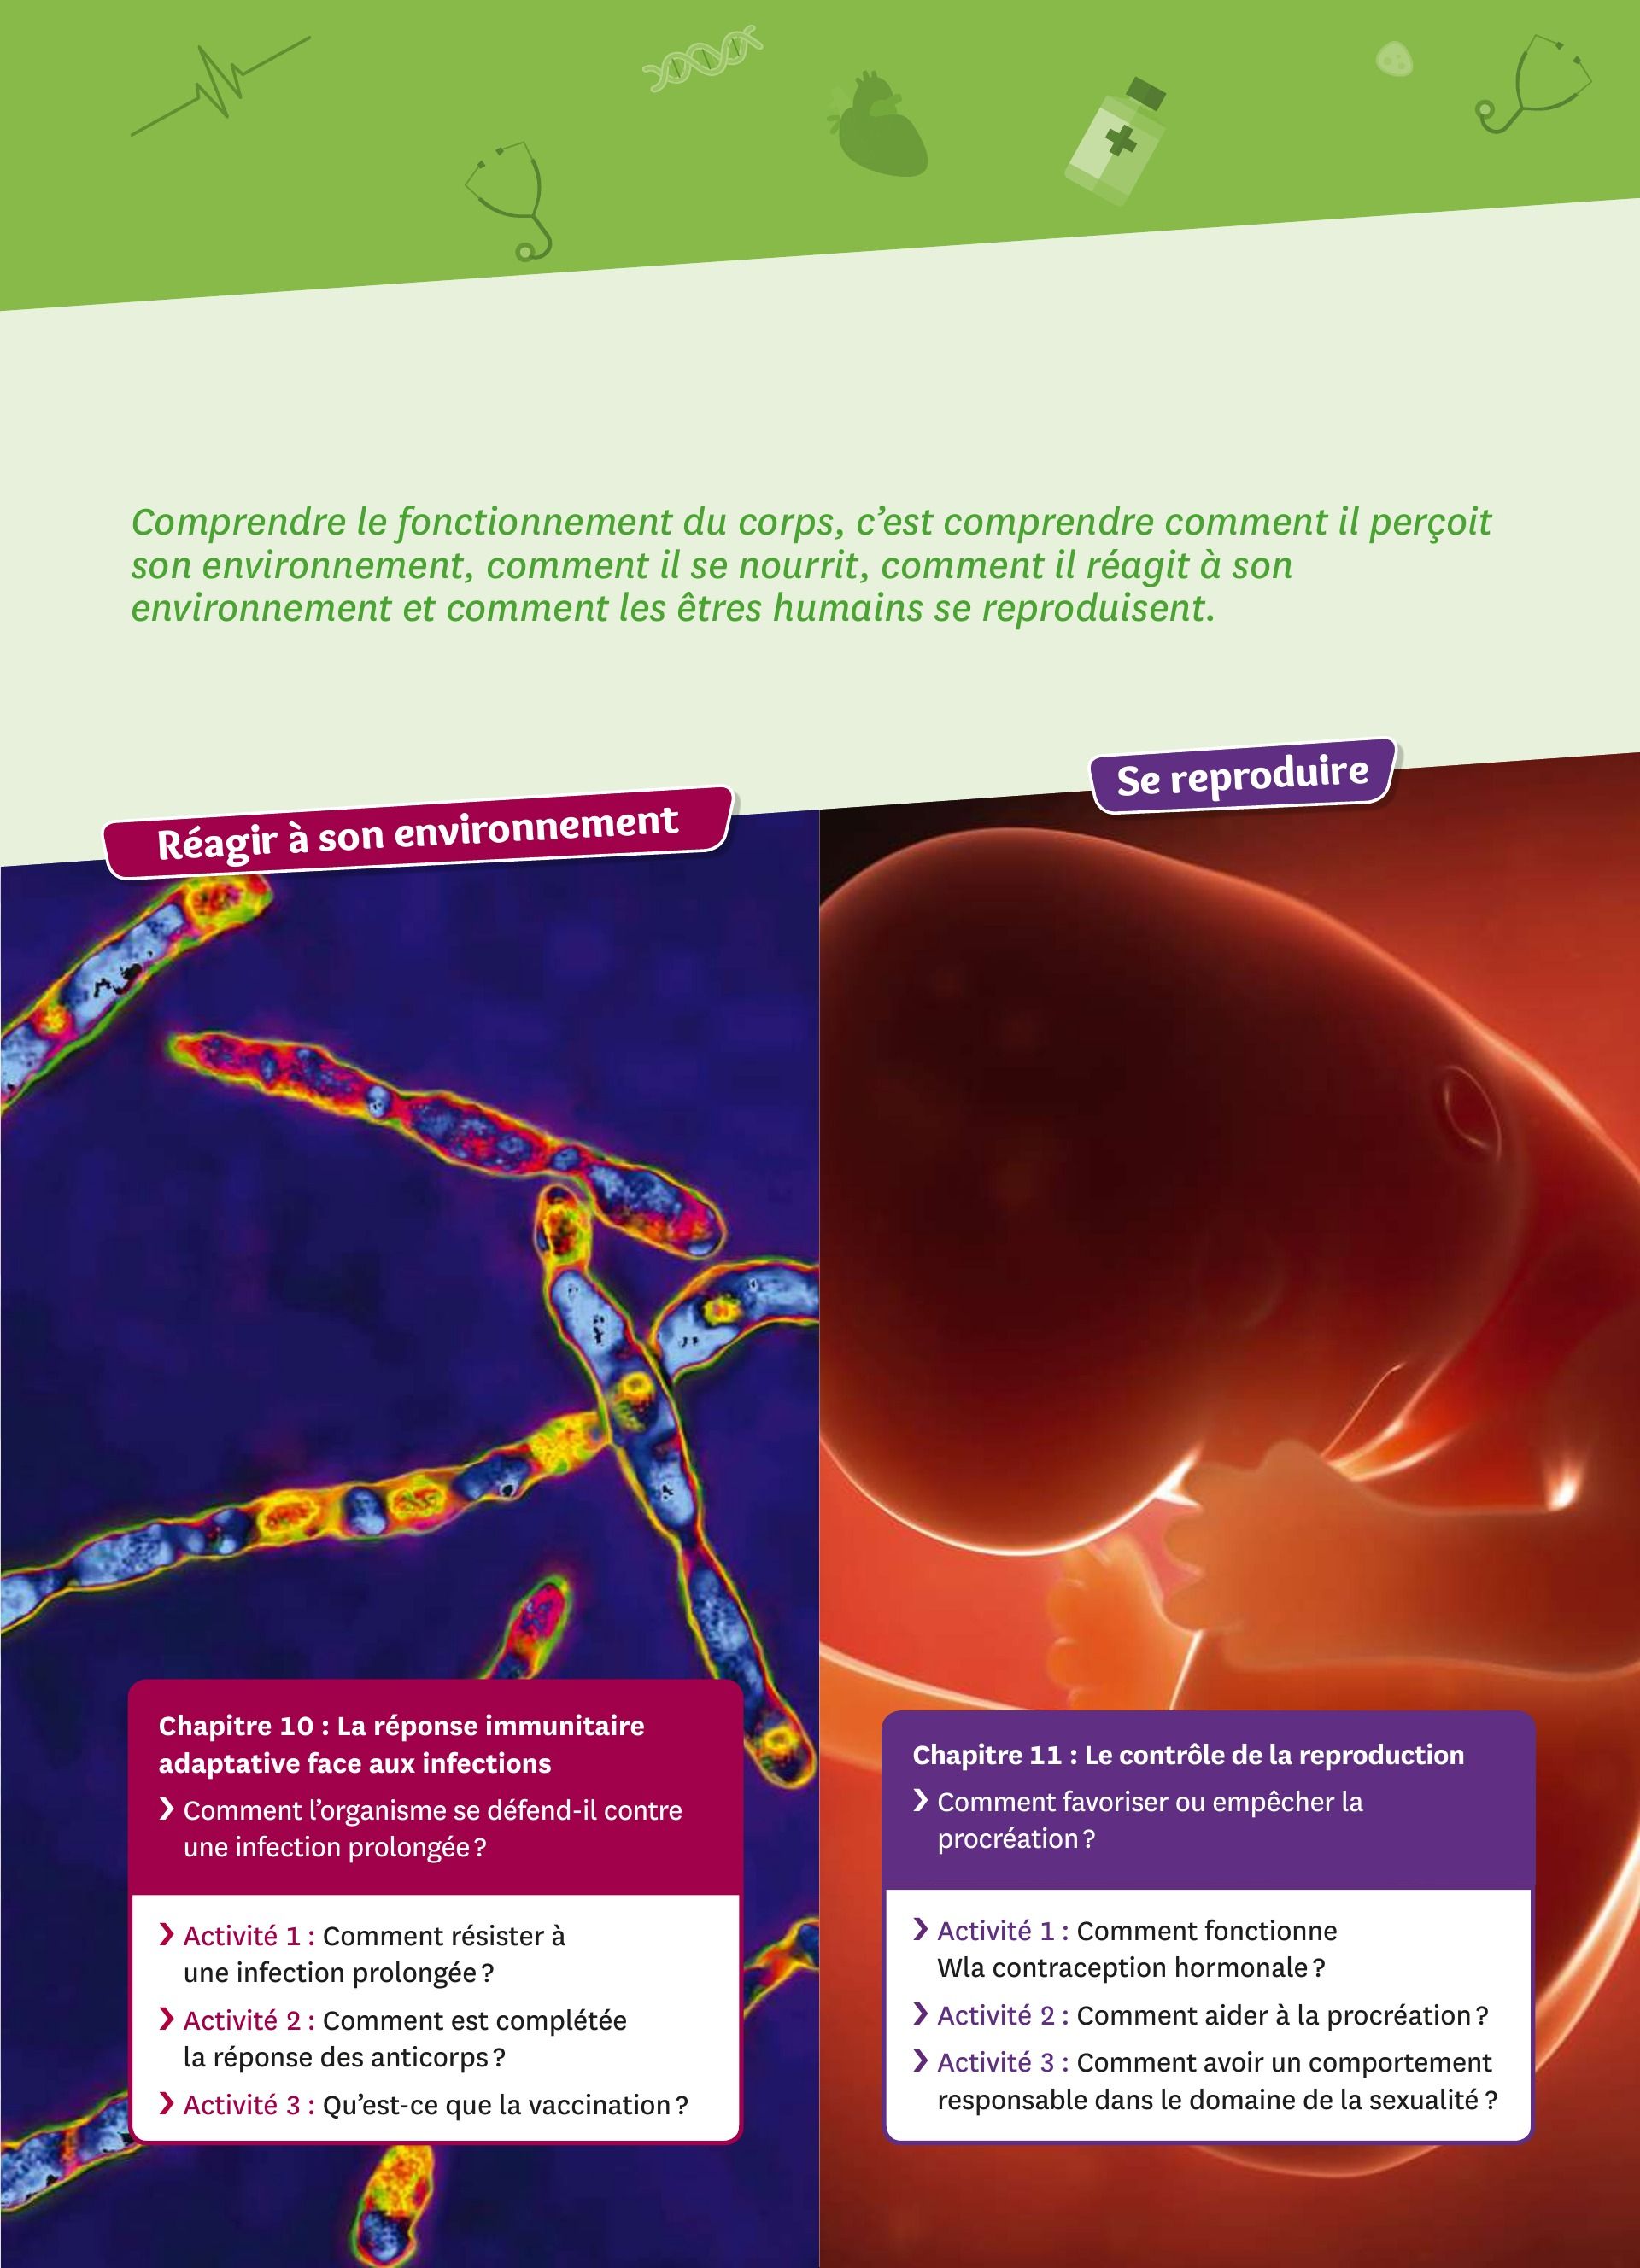 Comprendre le fonctionnement du corps, c’est comprendre comment il perçoit
son environnement, comment il se nourrit, comment il réagit à son
environnement et comment les êtres humains se reproduisent.
Réagir à son environnement
Chapitre 10 : La réponse immunitaire
adaptative face aux infections
❯ Comment l’organisme se défend-il contre
une infection prolongée ?
❯ Activité 1 : Comment résister à
une infection prolongée ?
❯ Activité 2 : Comment est complétée
la réponse des anticorps ?
❯ Activité 3 : Qu’est-ce que la vaccination ?
Se reproduire
Chapitre 11 : Le contrôle de la reproduction
❯ Comment favoriser ou empêcher la
procréation ?
❯ Activité 1 : Comment fonctionne
Wla contraception hormonale ?
❯ Activité 2 : Comment aider à la procréation ?
❯ Activité 3 : Comment avoir un comportement
responsable dans le domaine de la sexualité ?